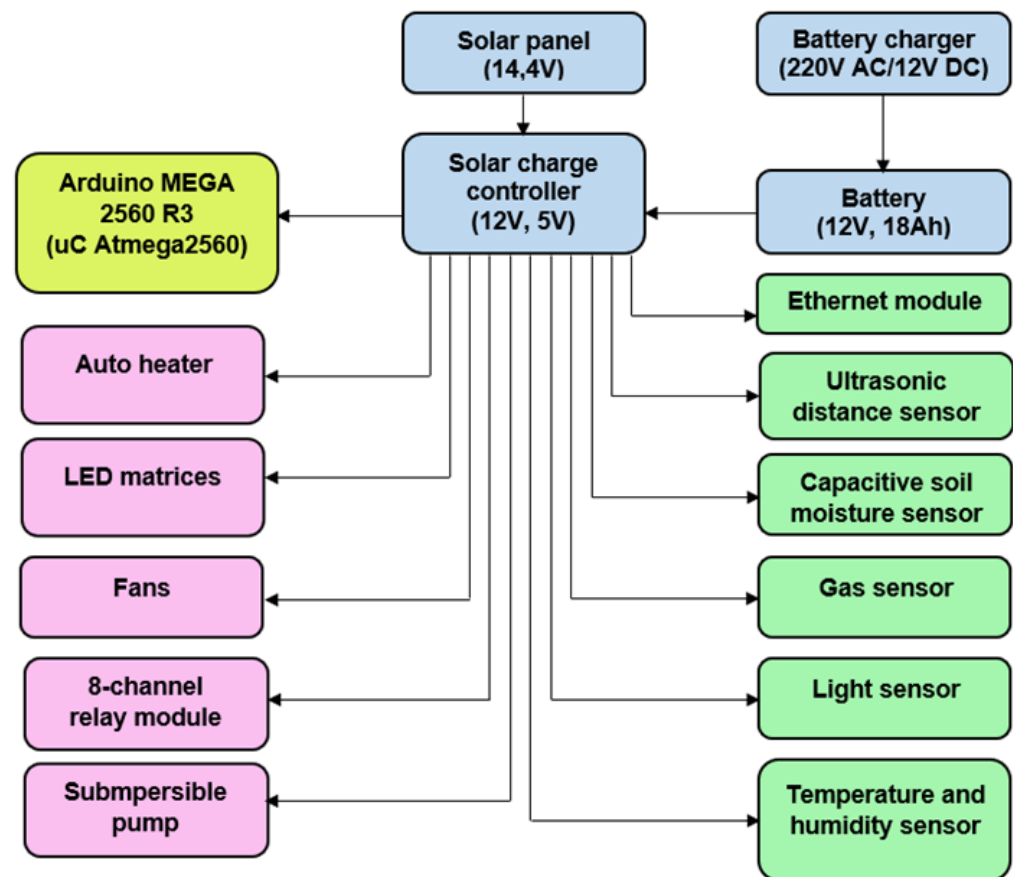 Solar panel
(14,4V)
Battery charger
(220V AC/12V DC)
Solar charge
controller
(12V, 5V)
Arduino MEGA
2560 R3
(uC Atmega2560)
Battery
(12V, 18Ah)
Ethernet module
Auto heater
Ultrasonic
distance sensor
LED matrices
Capacitive soil
moisture sensor
Fans
Gas sensor
8-channel
relay module
Light sensor
Submpersible
pump
Temperature and
humidity sensor